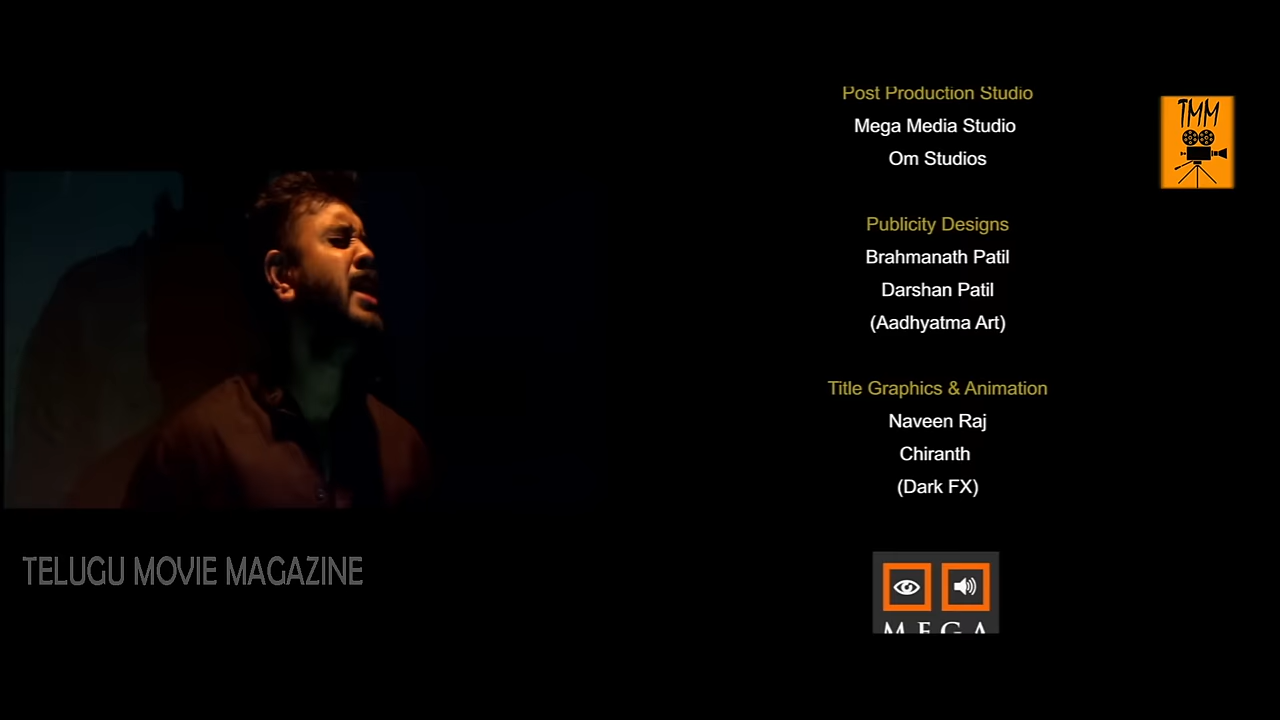 Post Production Studio
Mega Media Studio
Om Studios
TMM
Publicity Designs
Brahmanath Patil
Darshan Patil
(Aadhyatma Art)
Title Graphics & Animation
Naveen Raj
Chiranth
(Dark FX)
TELUGU MOVIE MAGAZINE
MEGA